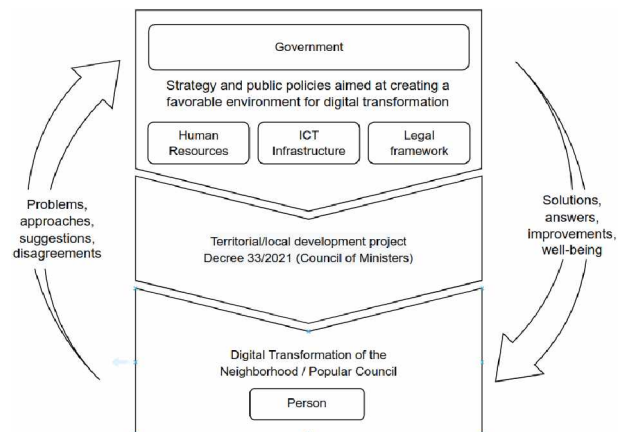 Government
Strategy and public policies aimed at creating a
favorable environment for digital transformation
Human
Resources
ICT
Infrastructure
Legal
framework
Problems,
approaches,
suggestions,
disagreements
Territorial/local development project
Decree 33/2021 (Council of Ministers)
Solutions,
answers,
improvements,
well-being
Digital Transformation of the
Neighborhood / Popular Council
Person